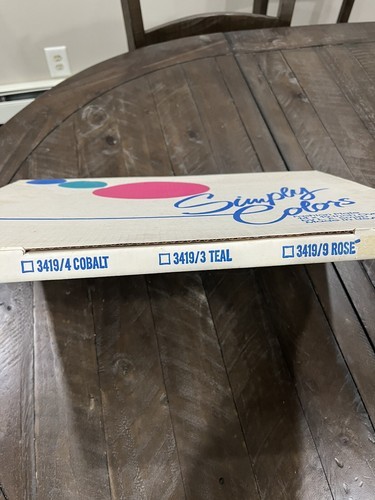 Simply
Colors
☐ 3419/4 COBALT
☐ 3419/3 TEAL
☐ 3419/9 ROSE